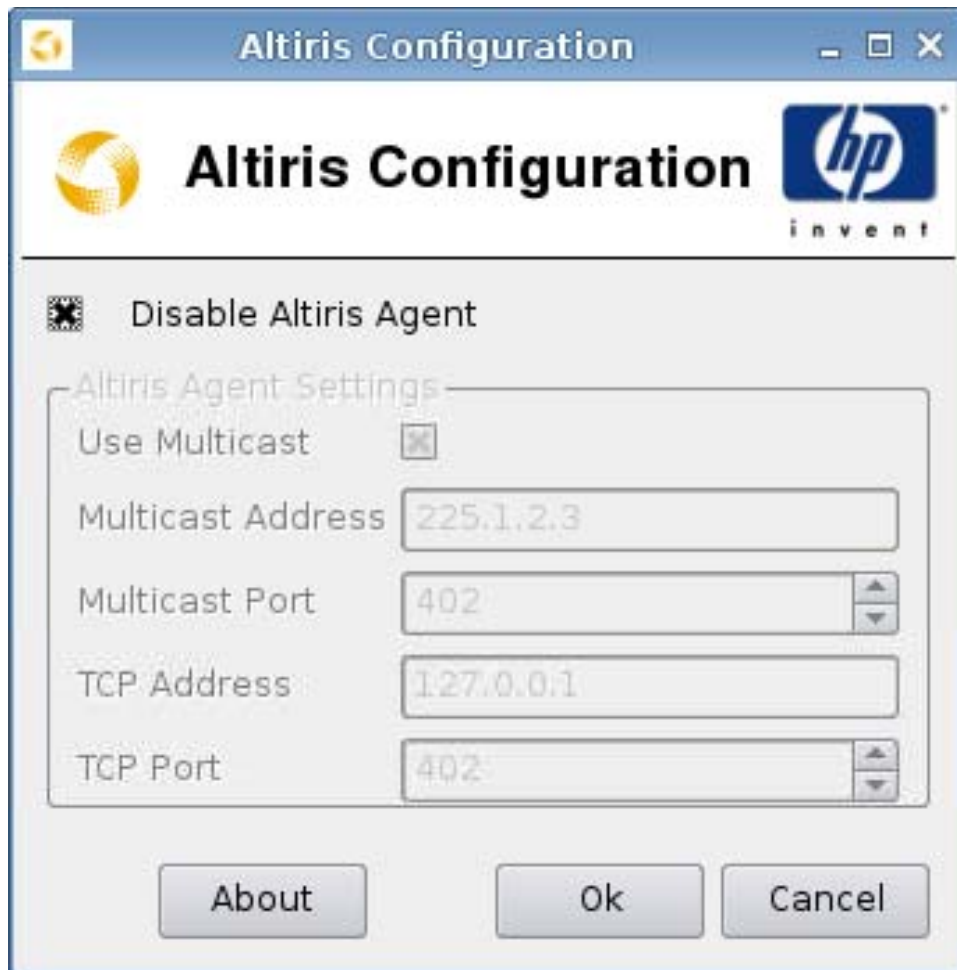 Altiris Configuration
Altiris Configuration
hp
invent
Disable Altiris Agent
Altiris Agent Settings
Use Multicast
Multicast Address 225.1.2.3
Multicast Port 402
TCP Address 127.0.0.1
TCP Port 402
About Ok Cancel